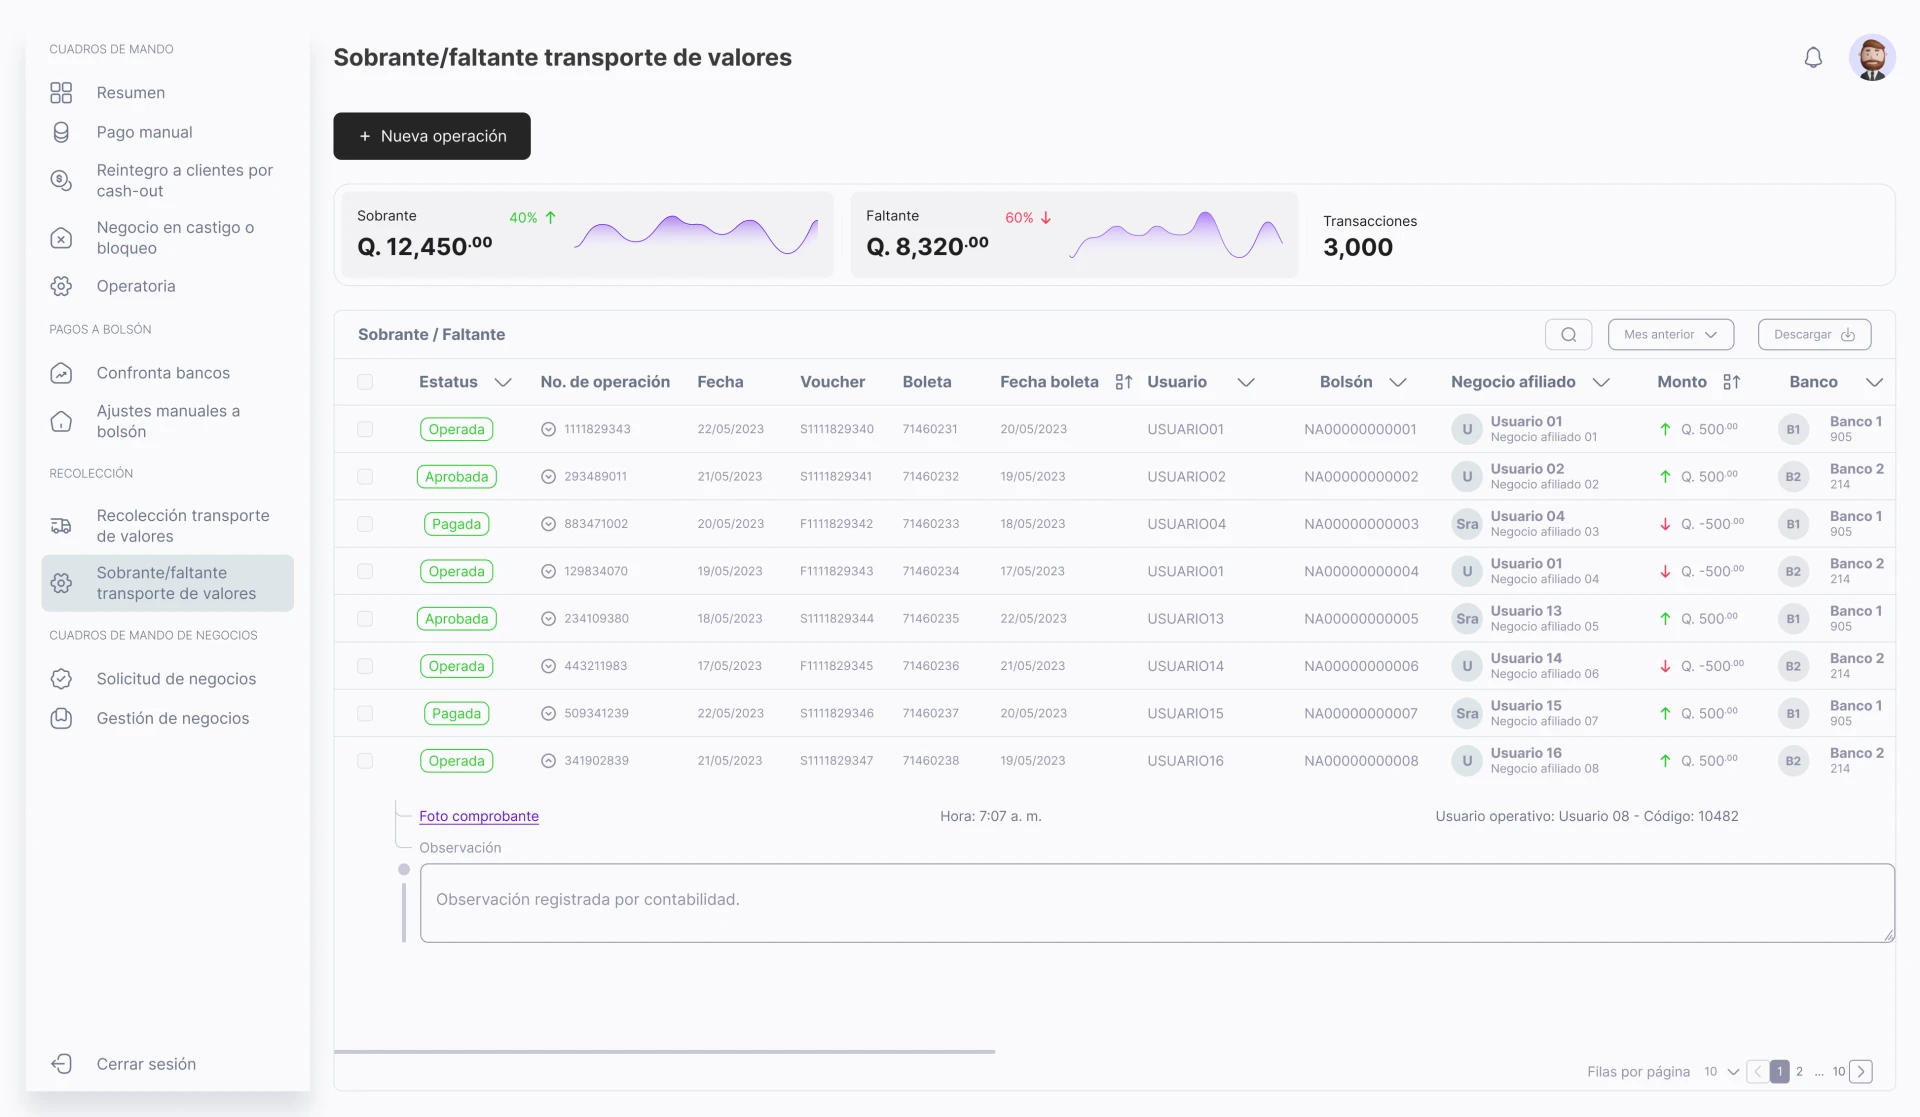 CUADROS DE MANDO
Resumen
Pago manual
Reintegro a clientes por
cash-out
Negocio en castigo o
bloqueo
Operatoria
PAGOS A BOLSÓN
Confronta bancos
Ajustes manuales a
bolsón
RECOLECCIÓN
Recolección transporte
de valores
Sobrante/faltante
transporte de valores
CUADROS DE MANDO DE NEGOCIOS
Solicitud de negocios
Gestión de negocios
Cerrar sesión
Sobrante/faltante transporte de valores
+ Nueva operación
Sobrante
40%
Q. 12,450.00
Faltante
60%
Q. 8,320.00
Transacciones
3,000
Sobrante / Faltante
Mes anterior
Descargar
Estatus No. de operación Fecha Voucher Boleta Fecha boleta Usuario Bolsón Negocio afiliado Monto Banco
Operada 1111829343 22/05/2023 S1111829340 71460231 20/05/2023 USUARIO01 NA00000000001 U Usuario 01 Q. 500.00 B1 Banco 1
Negocio afiliado 01 905
Aprobada 293489011 21/05/2023 S1111829341 71460232 19/05/2023 USUARIO02 NA00000000002 U Usuario 02 Q. 500.00 B2 Banco 2
Negocio afiliado 02 214
Pagada 883471002 20/05/2023 F1111829342 71460233 18/05/2023 USUARIO04 NA00000000003 Sra Usuario 04 Q. -500.00 B1 Banco 1
Negocio afiliado 03 905
Operada 129834070 19/05/2023 F1111829343 71460234 17/05/2023 USUARIO01 NA00000000004 U Usuario 01 Q. -500.00 B2 Banco 2
Negocio afiliado 04 214
Aprobada 234109380 18/05/2023 S1111829344 71460235 22/05/2023 USUARIO13 NA00000000005 Sra Usuario 13 Q. 500.00 B1 Banco 1
Negocio afiliado 05 905
Operada 443211983 17/05/2023 F1111829345 71460236 21/05/2023 USUARIO14 NA00000000006 U Usuario 14 Q. -500.00 B2 Banco 2
Negocio afiliado 06 214
Pagada 509341239 22/05/2023 S1111829346 71460237 20/05/2023 USUARIO15 NA00000000007 Sra Usuario 15 Q. 500.00 B1 Banco 1
Negocio afiliado 07 905
Operada 341902839 21/05/2023 S1111829347 71460238 19/05/2023 USUARIO16 NA00000000008 U Usuario 16 Q. 500.00 B2 Banco 2
Negocio afiliado 08 214
Foto comprobante Hora: 7:07 a. m. Usuario operativo: Usuario 08 - Código: 10482
Observación
Observación registrada por contabilidad.
Filas por página 10 1 2 ... 10